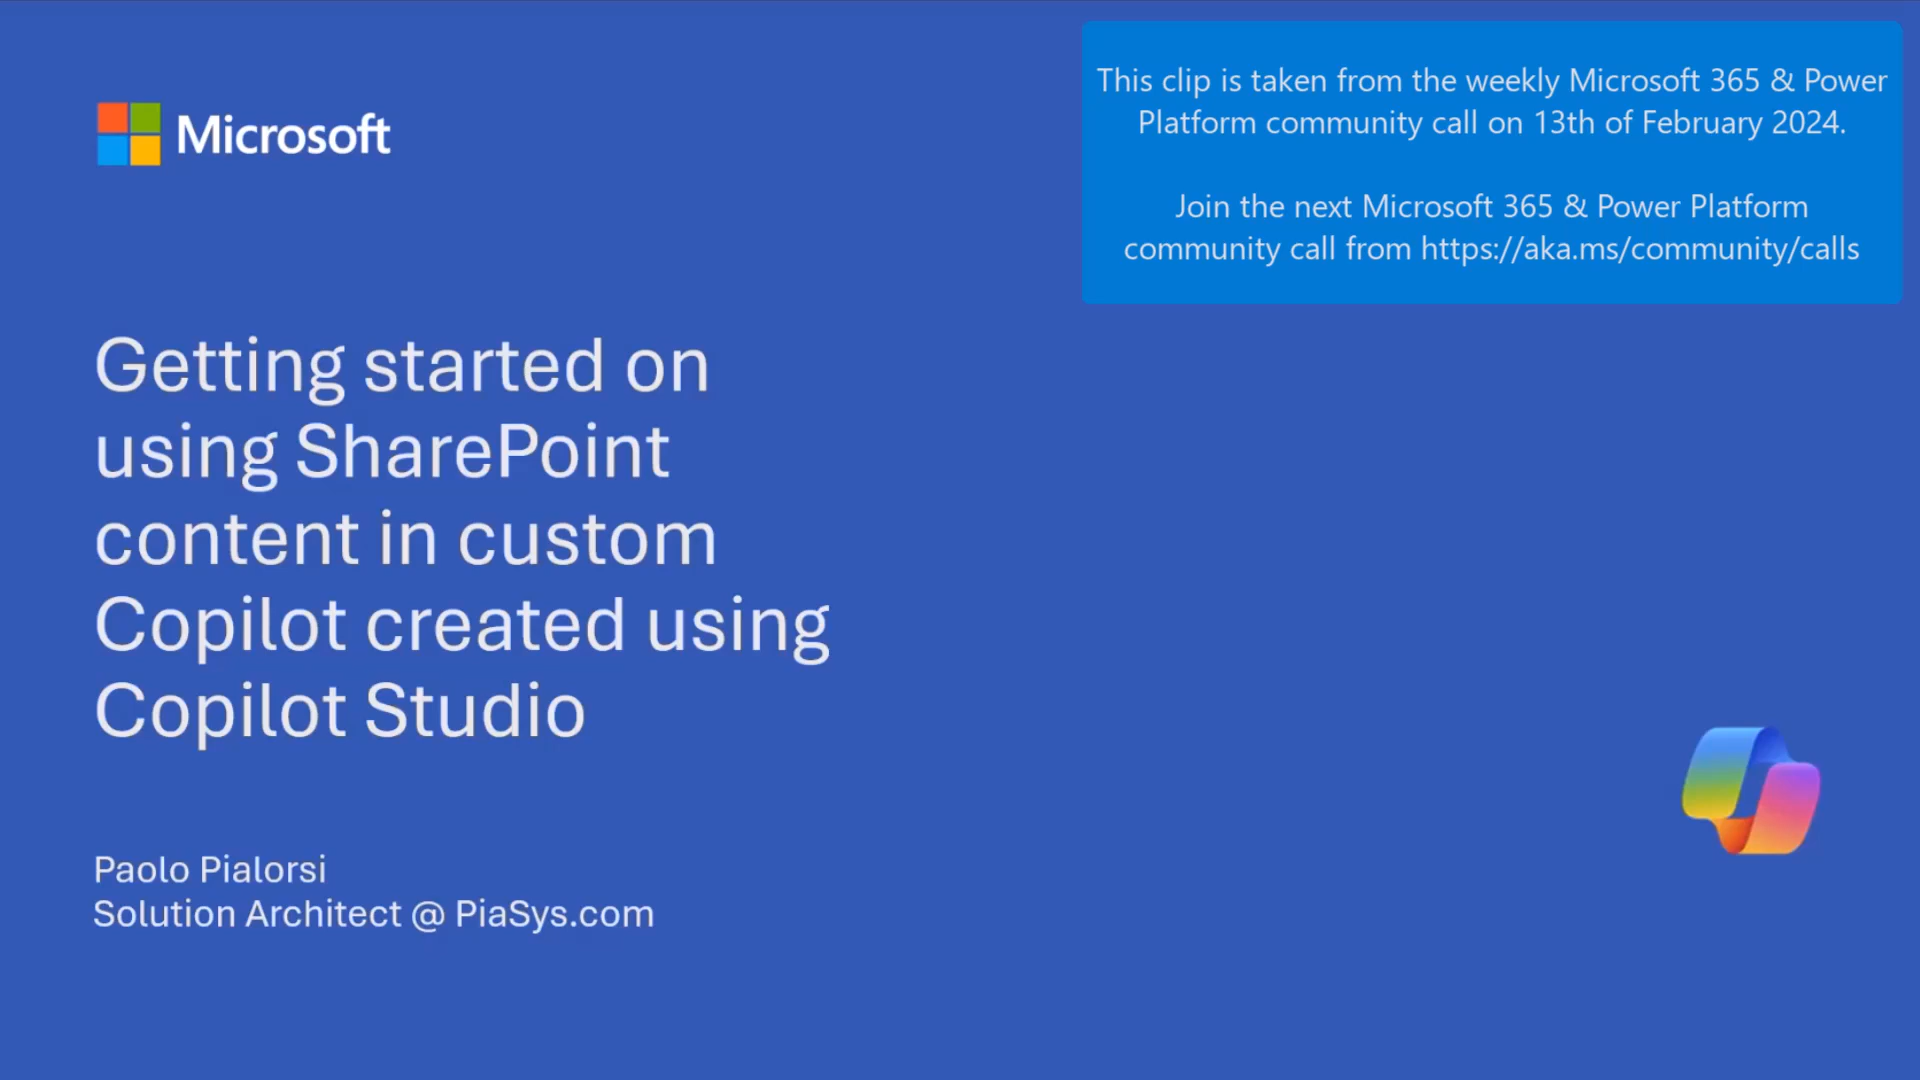 Microsoft
This clip is taken from the weekly Microsoft 365 & Power
Platform community call on 13th of February 2024.
Join the next Microsoft 365 & Power Platform
community call from https://aka.ms/community/calls
Getting started on
using SharePoint
content in custom
Copilot created using
Copilot Studio
Paolo Pialorsi
Solution Architect @ PiaSys.com